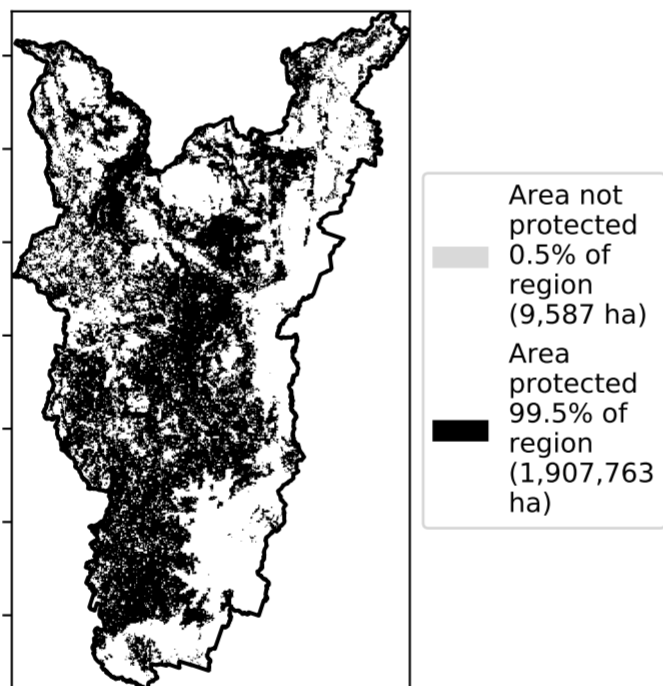 Area not
protected
0.5% of
region
(9,587 ha)
Area
protected
99.5% of
region
(1,907,763
ha)